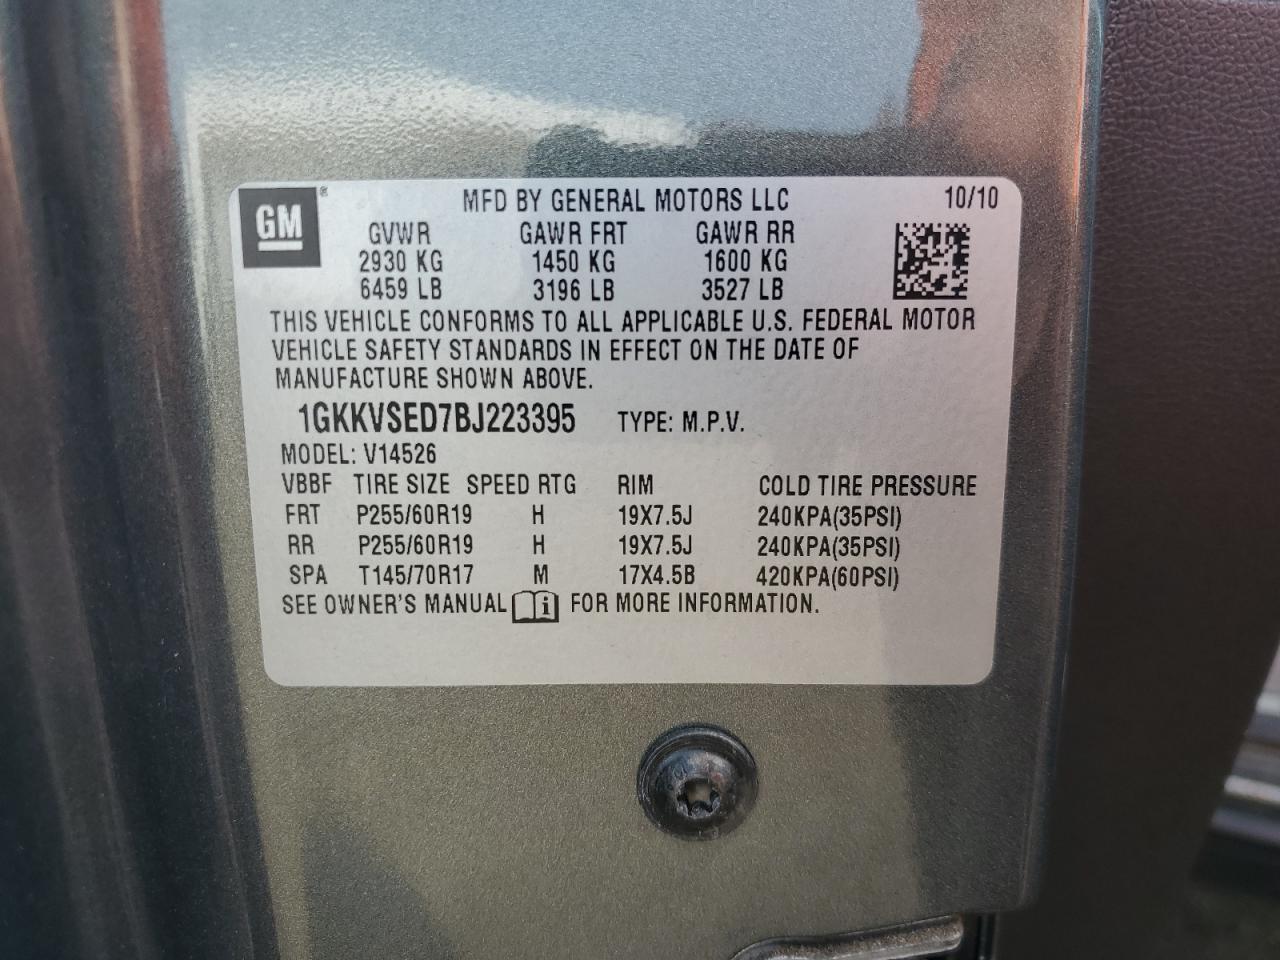 GM ® MFD BY GENERAL MOTORS LLC 10/10
GVWR GAWR FRT GAWR RR
2930 KG 1450 KG 1600 KG
6459 LB 3196 LB 3527 LB
THIS VEHICLE CONFORMS TO ALL APPLICABLE U.S. FEDERAL MOTOR
VEHICLE SAFETY STANDARDS IN EFFECT ON THE DATE OF
MANUFACTURE SHOWN ABOVE.
1GKKVSED7BJ223395 TYPE: M.P.V.
MODEL: V14526
VBBF TIRE SIZE SPEED RTG RIM COLD TIRE PRESSURE
FRT P255/60R19 H 19X7.5J 240KPA(35PSI)
RR P255/60R19 H 19X7.5J 240KPA(35PSI)
SPA T145/70R17 M 17X4.5B 420KPA(60PSI)
SEE OWNER'S MANUAL i FOR MORE INFORMATION.